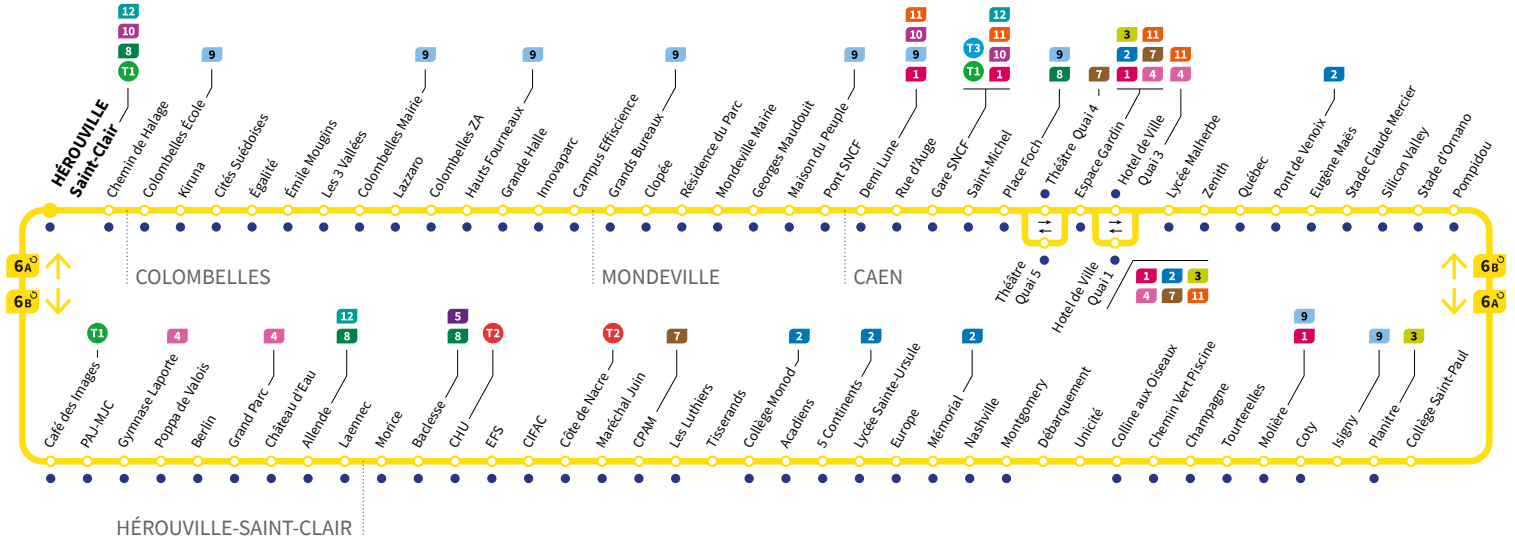 12
10
8
T1
HÉROUVILLE
Saint-Clair
Chemin de Halage
9
Colombelles École
Kiruna
Cités Suédoises
Égalité
Émile Mougins
Les 3 Vallées
9
Colombelles Mairie
Lazzaro
Colombelles ZA
9
Hauts Fourneaux
Grande Halle
Innovaparc
Campus Effiscience
9
Grands Bureaux
Clopée
Résidence du Parc
Mondeville Mairie
Georges Maudouit
9
Maison du Peuple
Pont SNCF
11
10
9
1
Demi Lune
Rue d'Auge
12
T3 11
10
T1 1
Gare SNCF
Saint-Michel
9
8
Place Foch
7
Théâtre Quai 4
3 11
2 7
1 4
Espace Gardin
Hotel de Ville
Quai 3
11
4
Lycée Malherbe
Zenith
Québec
2
Pont de Venoix
Eugène Maës
Stade Claude Mercier
Silicon Valley
Stade d'Ornano
Pompidou
6A
6B
COLOMBELLES
MONDEVILLE
CAEN
Théâtre
Quai 5
Hotel de Ville
Quai 1
1 2 3
4 7 11
6B
6A
T1
Café des Images
PAJ-MJC
4
Gymnase Laporte
Poppa de Valois
Berlin
4
Grand Parc
Château d'Eau
12
8
Allende
Laennec
Morice
5
8
Baclesse
T2
CHU
EFS
CIFAC
T2
Côte de Nacre
Maréchal Juin
7
CPAM
Les Luthiers
Tisserands
2
Collège Monod
Acadiens
2
5 Continents
Lycée Sainte-Ursule
Europe
2
Mémorial
Nashville
Montgomery
Débarquement
Unicité
Colline aux Oiseaux
Chemin Vert Piscine
Champagne
Tourterelles
9
1
Molière
Coty
9
Isigny
3
Planitre
Collège Saint-Paul
HÉROUVILLE-SAINT-CLAIR